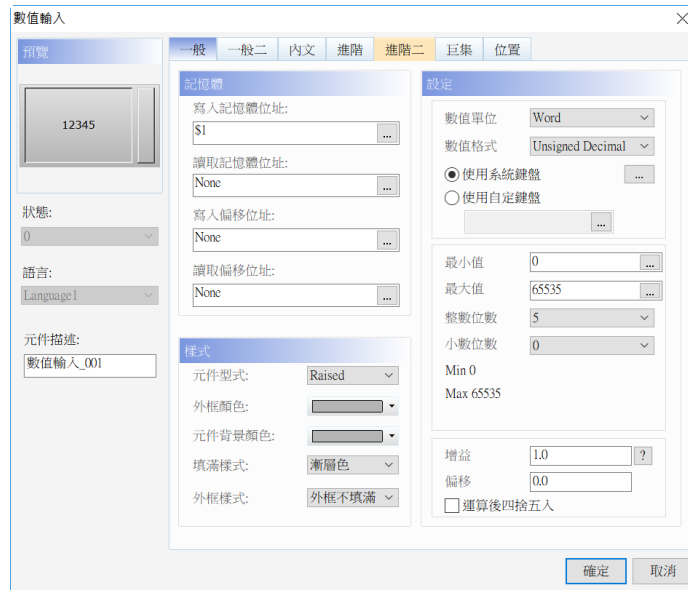 數值輸入
預覽
12345
狀態:
0
語言:
Language1
元件描述:
數值輸入_001
一般
一般二
內文
進階
進階二
巨集
位置
記憶體
寫入記憶體位址:
$1
...
讀取記憶體位址:
None
...
寫入偏移位址:
None
...
讀取偏移位址:
None
...
樣式
元件型式:
Raised
外框顏色:
元件背景顏色:
填滿樣式:
漸層色
外框樣式:
外框不填滿
設定
數值單位
Word
數值格式
Unsigned Decimal
使用系統鍵盤
...
使用自定鍵盤
...
最小值
0
...
最大值
65535
...
整數位數
5
小數位數
0
Min 0
Max 65535
增益
1.0
?
偏移
0.0
運算後四捨五入
確定
取消